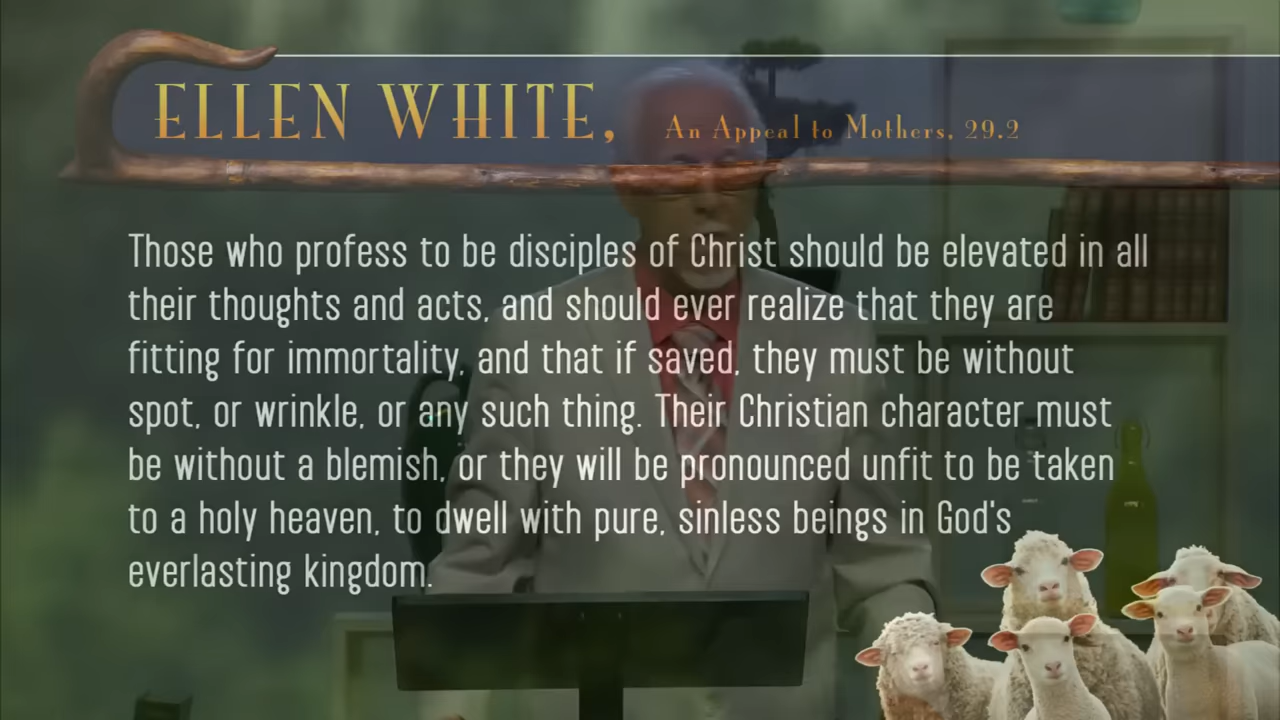 ELLEN WHITE, An Appeal to Mothers, 29.2
Those who profess to be disciples of Christ should be elevated in all
their thoughts and acts, and should ever realize that they are
fitting for immortality, and that if saved, they must be without
spot, or wrinkle, or any such thing. Their Christian character must
be without a blemish, or they will be pronounced unfit to be taken
to a holy heaven, to dwell with pure, sinless beings in God's
everlasting kingdom.